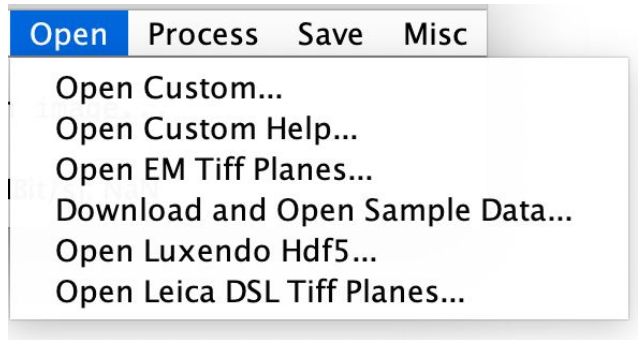 Open Process Save Misc
Open Custom...
Open Custom Help...
Open EM Tiff Planes...
Download and Open Sample Data...
Open Luxendo Hdf5...
Open Leica DSL Tiff Planes...